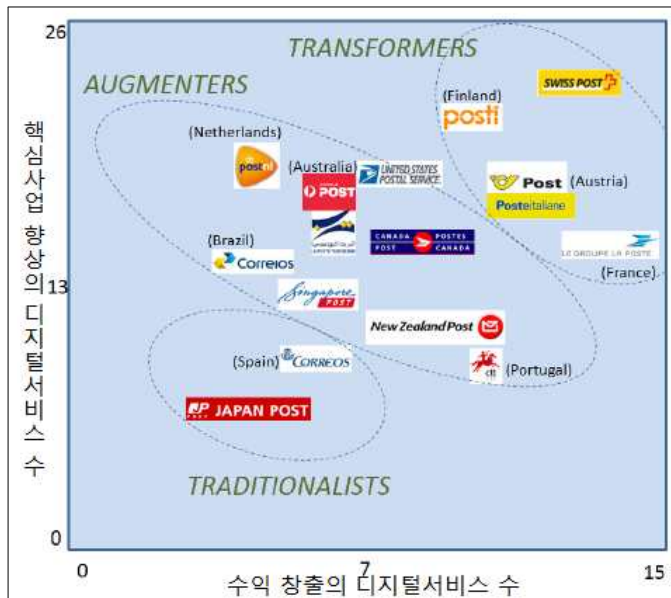 26
TRANSFORMERS
AUGMENTERS
SWISS POST
(Finland)
posti
(Netherlands)
postnl
(Australia)
POST
UNITED STATES
POSTAL SERVICE
Post (Austria)
Posteitaliane
CANADA POSTES
POST CANADA
LE GROUPE LA POSTE
(France)
(Brazil)
CORREIOS
13
Singapore
POST
New Zealand Post
(Spain) CORREOS
ctt (Portugal)
JP JAPAN POST
POST
TRADITIONALISTS
핵심사업 향상의 디지털서비스 수
0
0
7
15
수익 창출의 디지털서비스 수